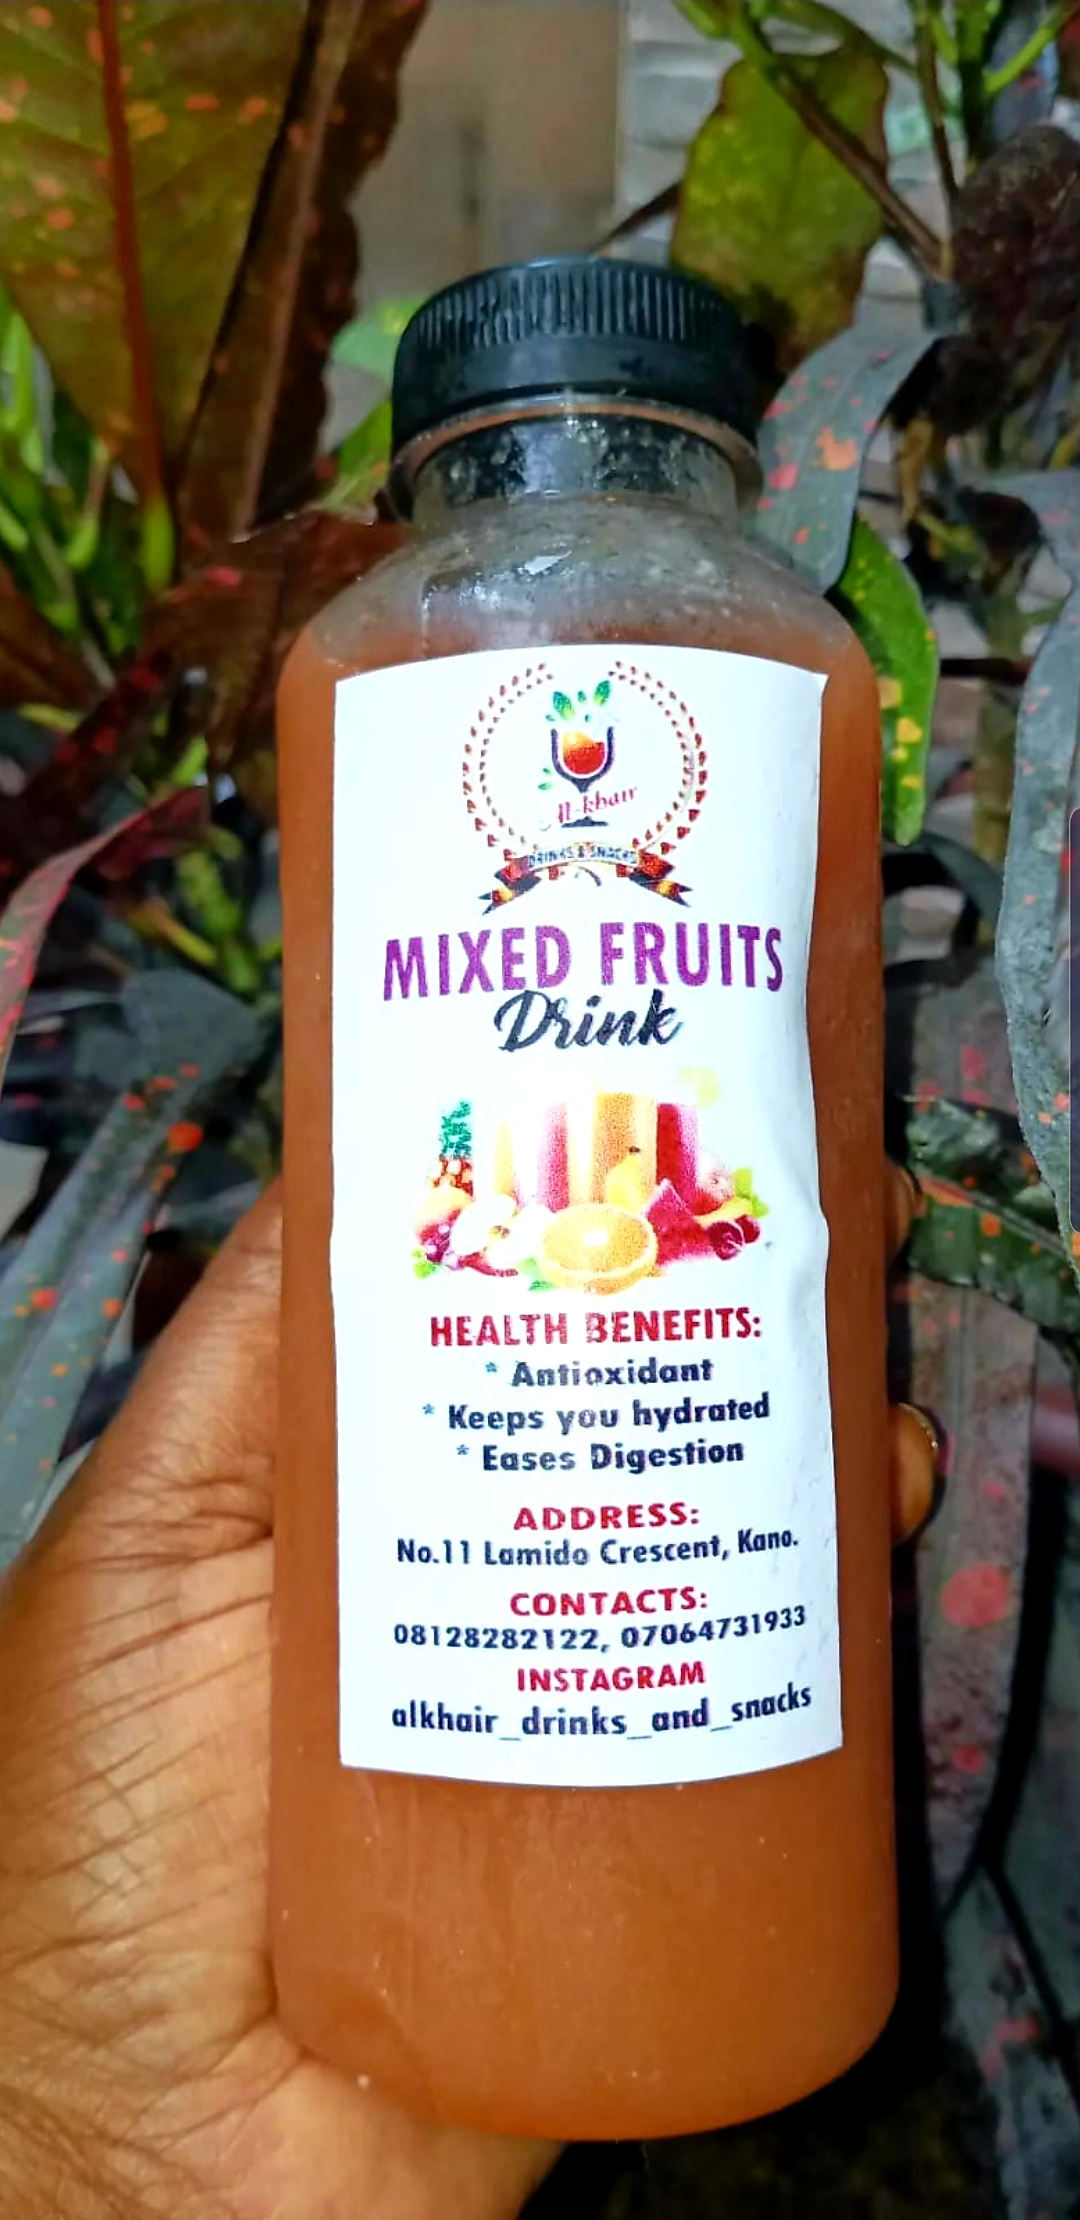 Al-khair
DRINKS & SNACKS
MIXED FRUITS
Drink
HEALTH BENEFITS:
* Antioxidant
* Keeps you hydrated
* Eases Digestion
ADDRESS:
No.11 Lamido Crescent, Kano.
CONTACTS:
08128282122, 07064731933
INSTAGRAM
alkhair_drinks_and_snacks